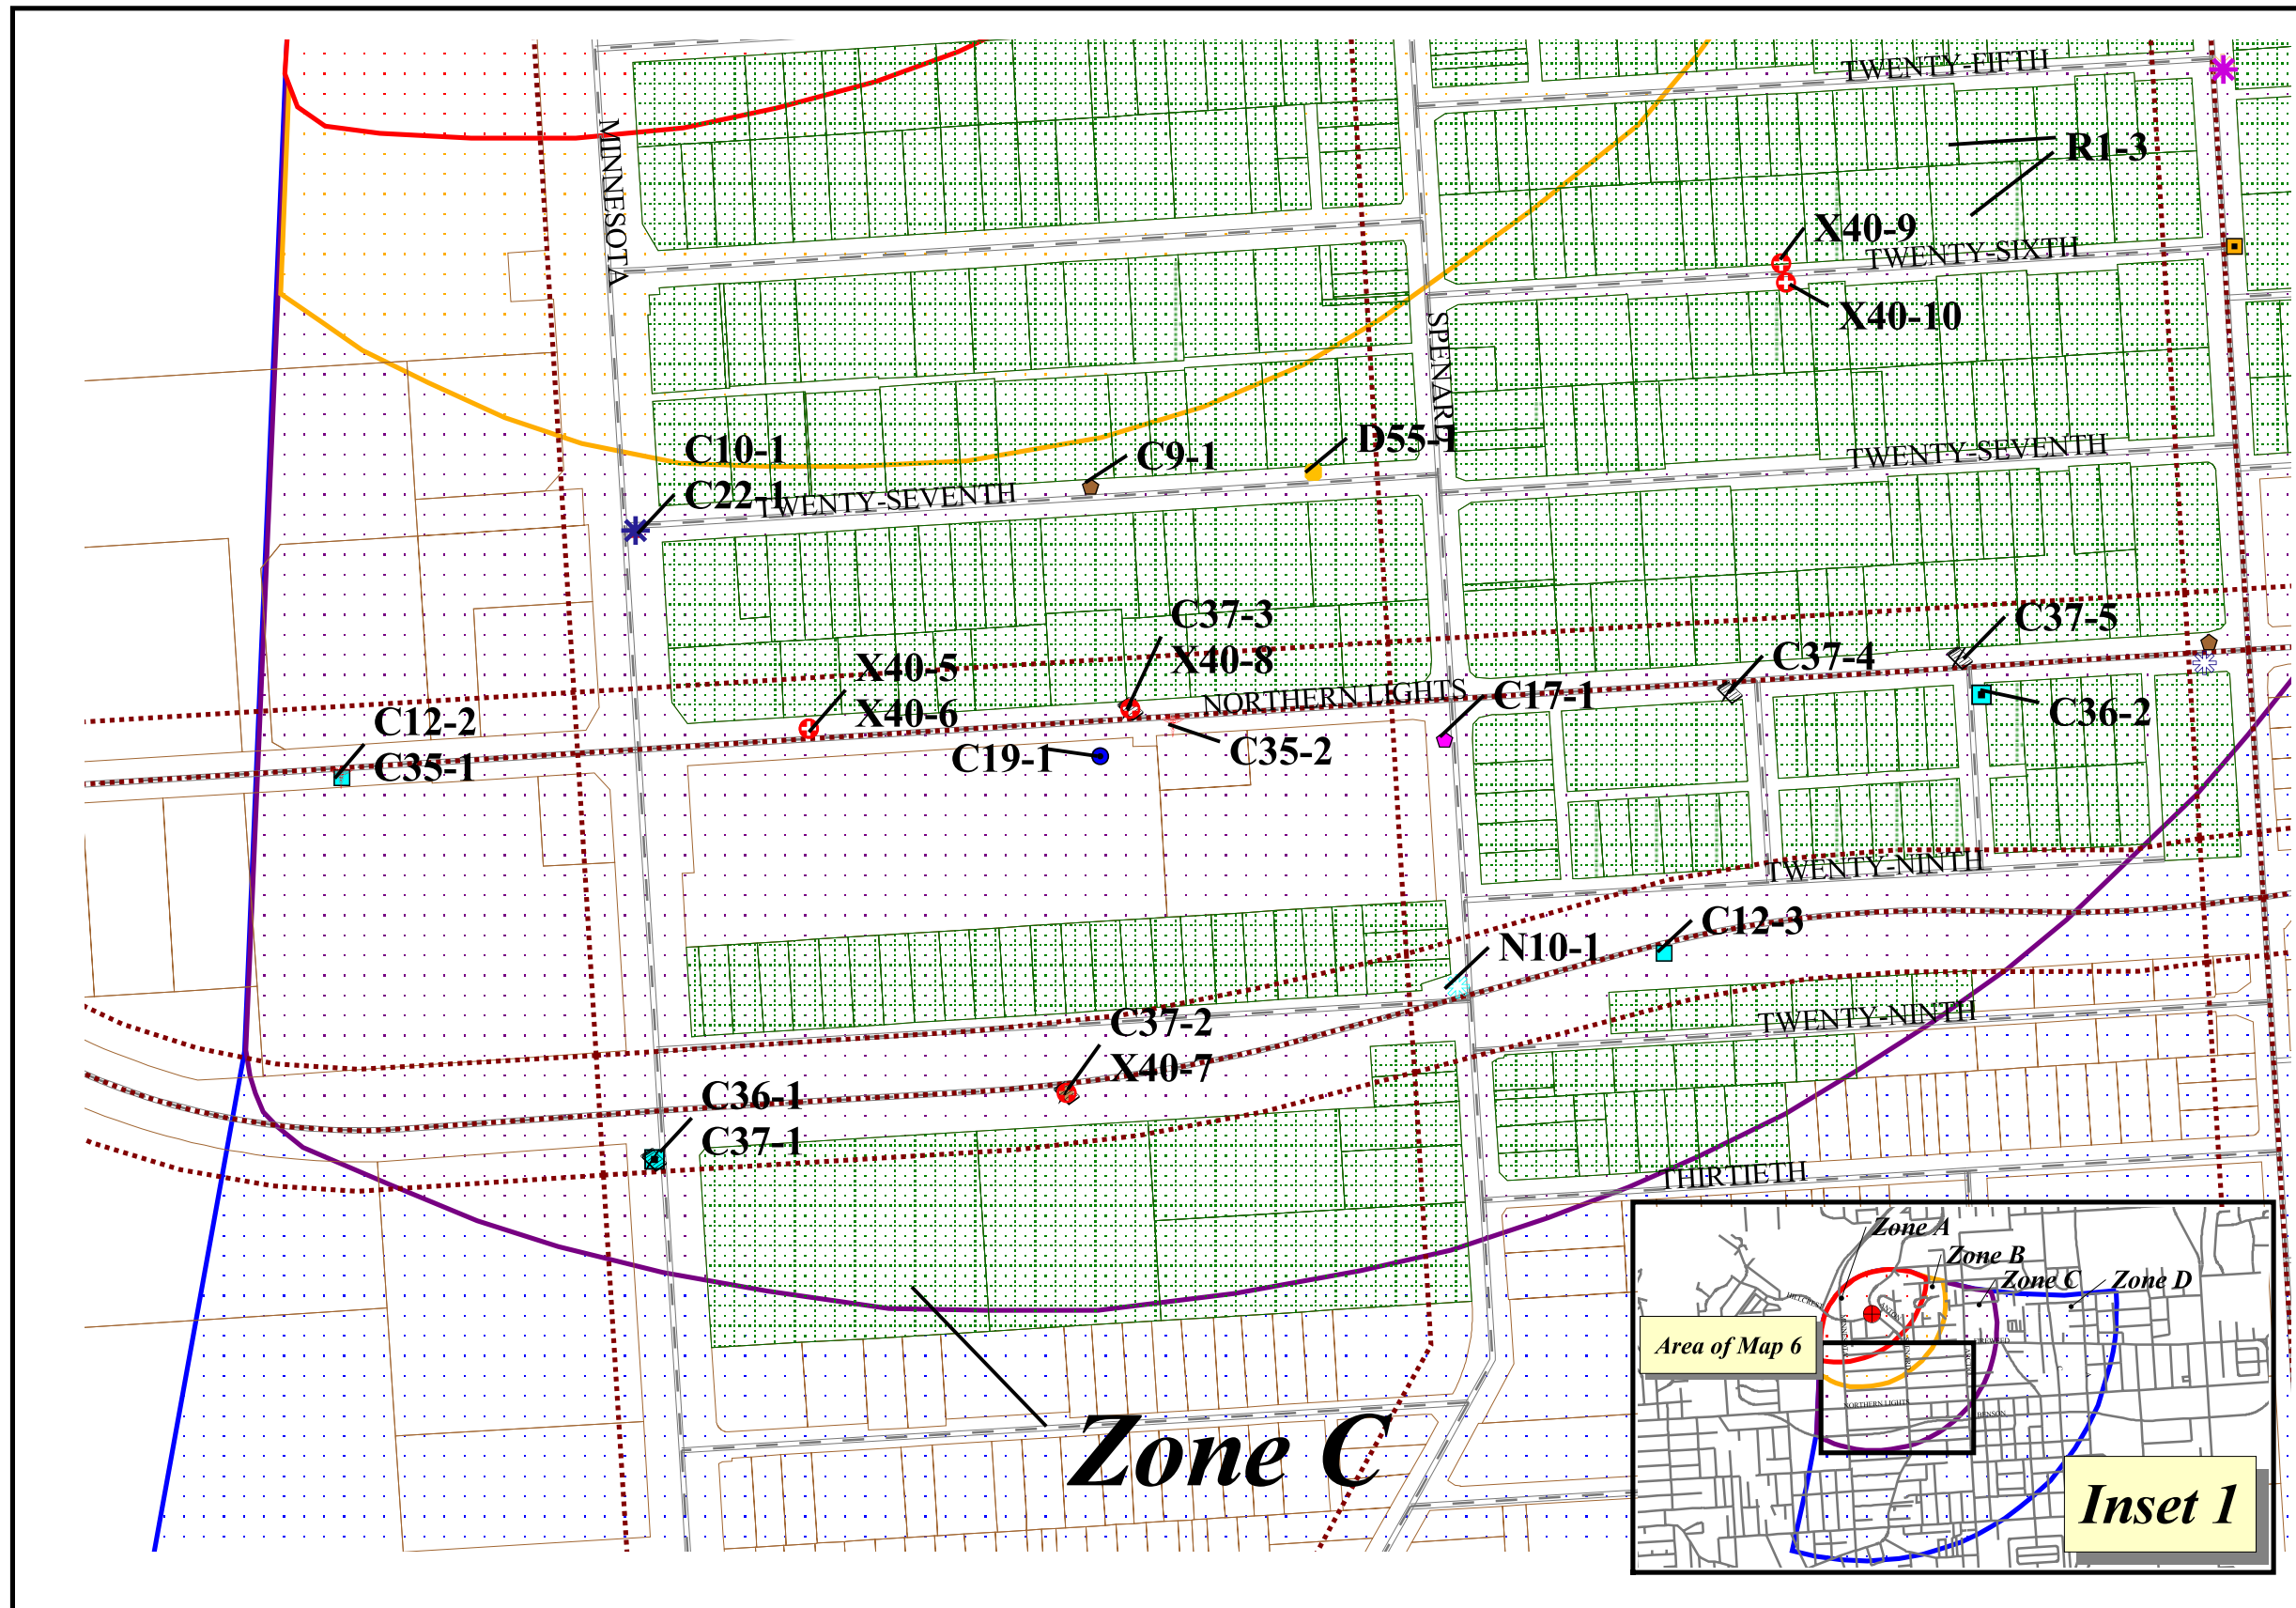 TWENTY-FIFTH
MINNESOTA
R1-3
X40-9
TWENTY-SIXTH
X40-10
SPENARD
D55-1
C10-1
C9-1
TWENTY-SEVENTH
C22-1
TWENTY-SEVENTH
C37-3
C37-5
X40-5
X40-8
C37-4
NORTHERN LIGHTS
C17-1
X40-6
C36-2
C12-2
C19-1
C35-2
C35-1
TWENTY-NINTH
C12-3
N10-1
C37-2
TWENTY-NINTH
X40-7
C36-1
C37-1
THIRTIETH
Zone C
Zone A
Zone B
Zone C
Zone D
HILLCREST
Area of Map 6
NORTHERN LIGHTS
BENSON
Inset 1